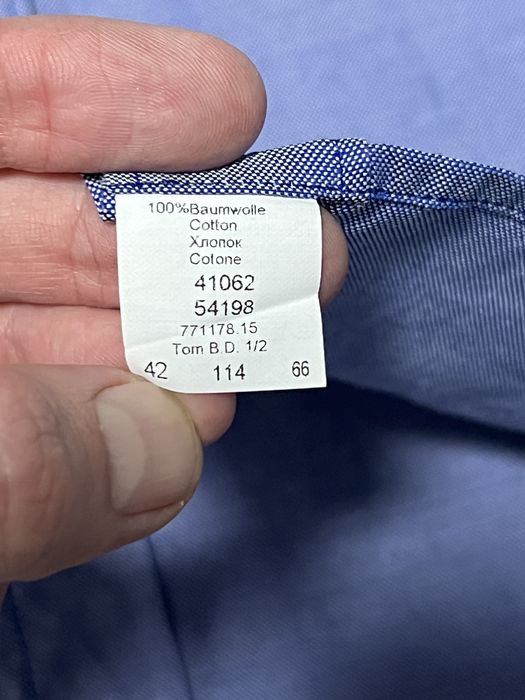 100%Baumwolle
Cotton
Хлопок
Cotone
41062
54198
771178.15
Tom B.D. 1/2
42 114 66